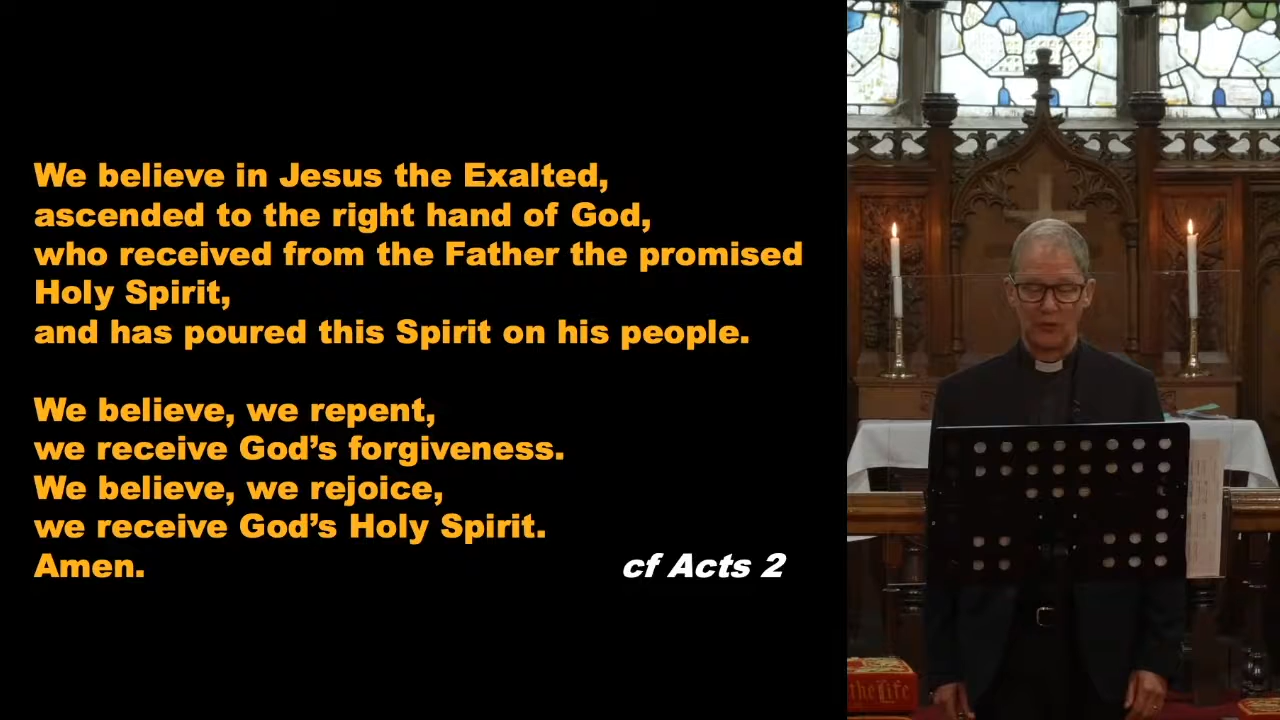 We believe in Jesus the Exalted,
ascended to the right hand of God,
who received from the Father the promised
Holy Spirit,
and has poured this Spirit on his people.
We believe, we repent,
we receive God’s forgiveness.
We believe, we rejoice,
we receive God’s Holy Spirit.
Amen.
cf Acts 2
the Life